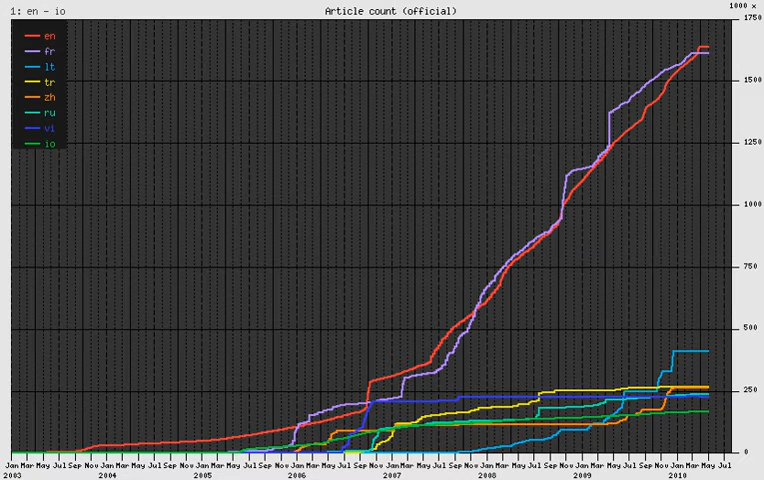 1: en - io
Article count (official)
1000 ×
en
fr
lt
tr
zh
ru
vi
io
1750
1500
1250
1000
750
500
250
0
Jan Mar May Jul Sep Nov Jan Mar May Jul Sep Nov Jan Mar May Jul Sep Nov Jan Mar May Jul Sep Nov Jan Mar May Jul Sep Nov Jan Mar May Jul Sep Nov Jan Mar May Jul Sep Nov Jan Mar May Jul
2003 2004 2005 2006 2007 2008 2009 2010